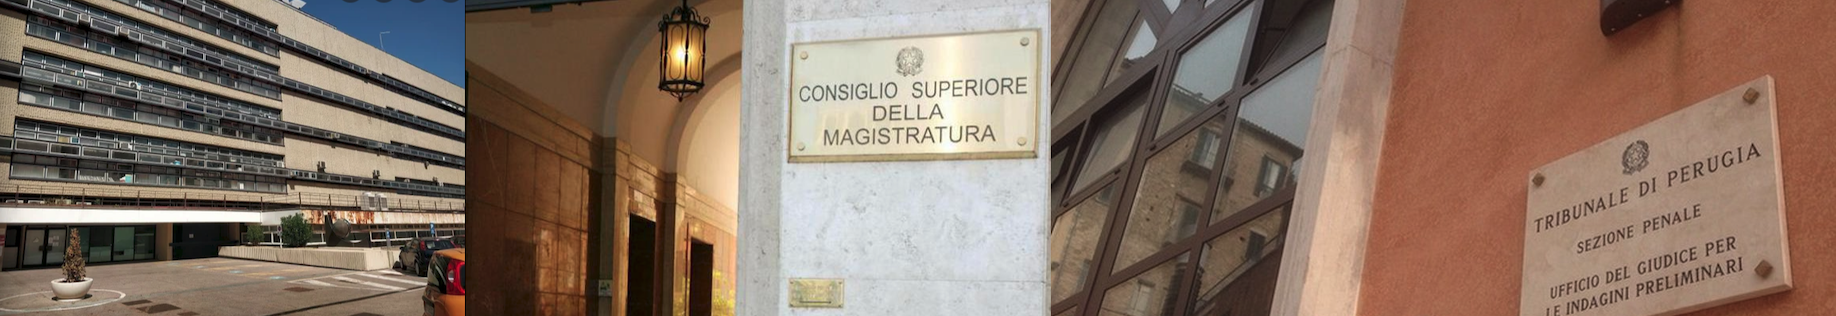 CONSIGLIO SUPERIORE
DELLA
MAGISTRATURA
TRIBUNALE DI PERUGIA
SEZIONE PENALE
UFFICIO DEL GIUDICE PER
LE INDAGINI PRELIMINARI